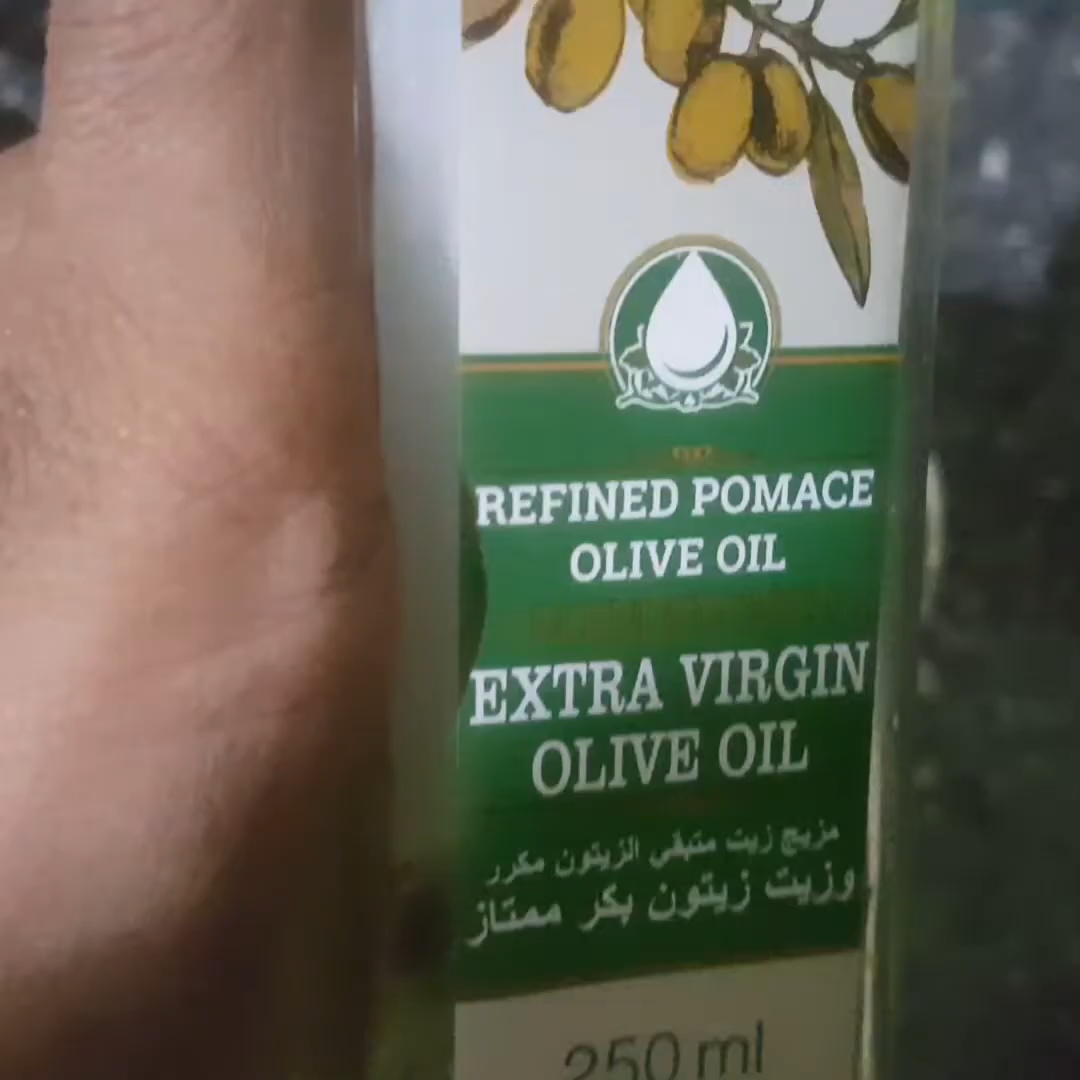 REFINED POMACE
OLIVE OIL
EXTRA VIRGIN
OLIVE OIL
مزيج زيت متبقي الزيتون مكرر
وزيت زيتون بكر ممتاز
250 ml